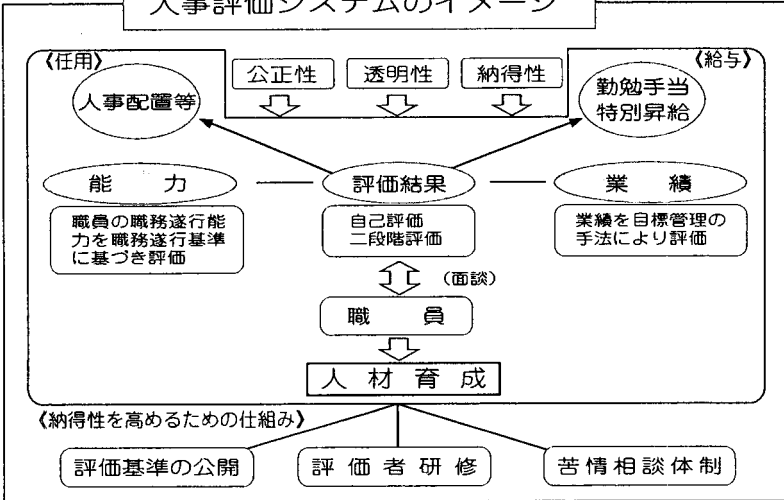 人事評価システムのイメージ
《任用》
《給与》
公正性
透明性
納得性
人事配置等
勤勉手当
特別昇給
能 力
評価結果
業 績
職員の職務遂行能
力を職務遂行基準
に基づき評価
自己評価
二段階評価
業績を目標管理の
手法により評価
(面談)
職 員
人 材 育 成
《納得性を高めるための仕組み》
評価基準の公開
評 価 者 研 修
苦情相談体制